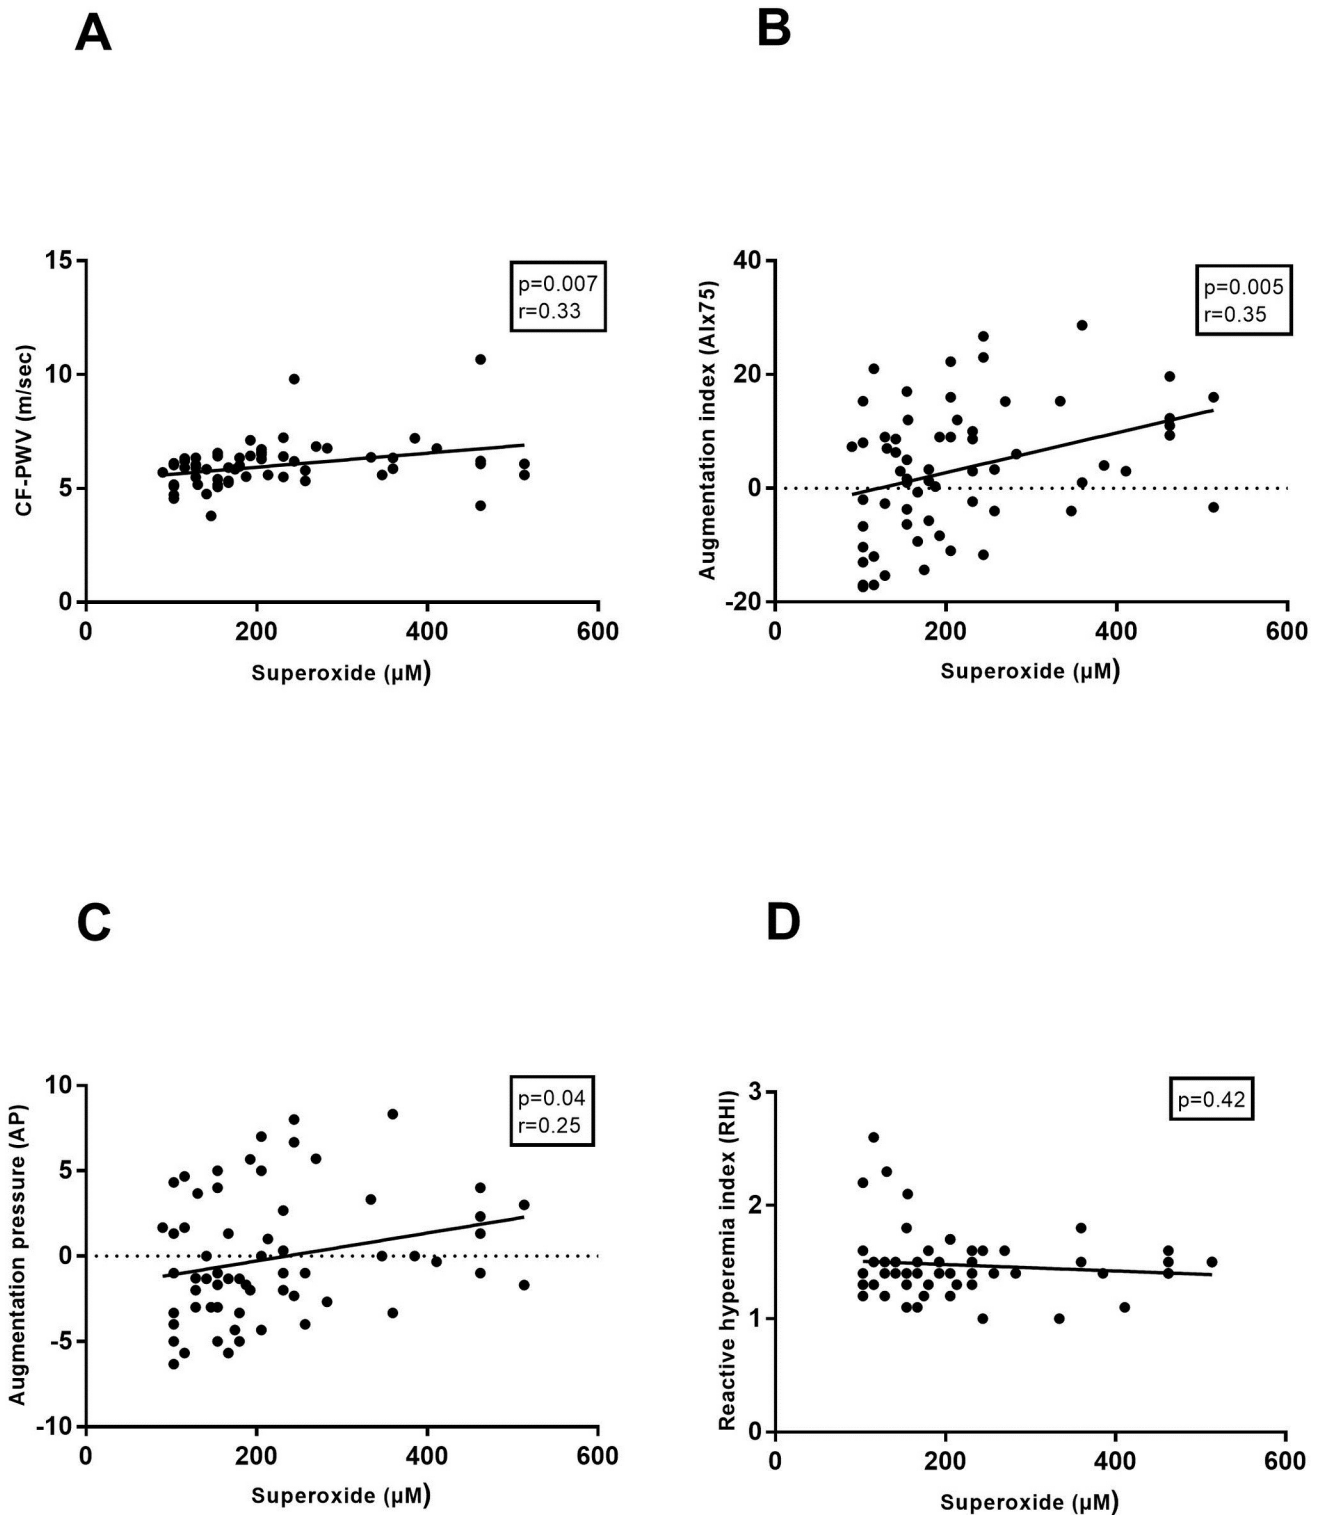 A
B
15
10
5
0
CF-PWV (m/sec)
p=0.007
r=0.33
0
200
400
600
Superoxide (µM)
40
20
0
-20
Augmentation index (AIx75)
p=0.005
r=0.35
0
200
400
600
Superoxide (µM)
C
D
10
5
0
-5
-10
Augmentation pressure (AP)
p=0.04
r=0.25
0
200
400
600
Superoxide (µM)
3
2
1
0
Reactive hyperemia index (RHI)
p=0.42
0
200
400
600
Superoxide (µM)